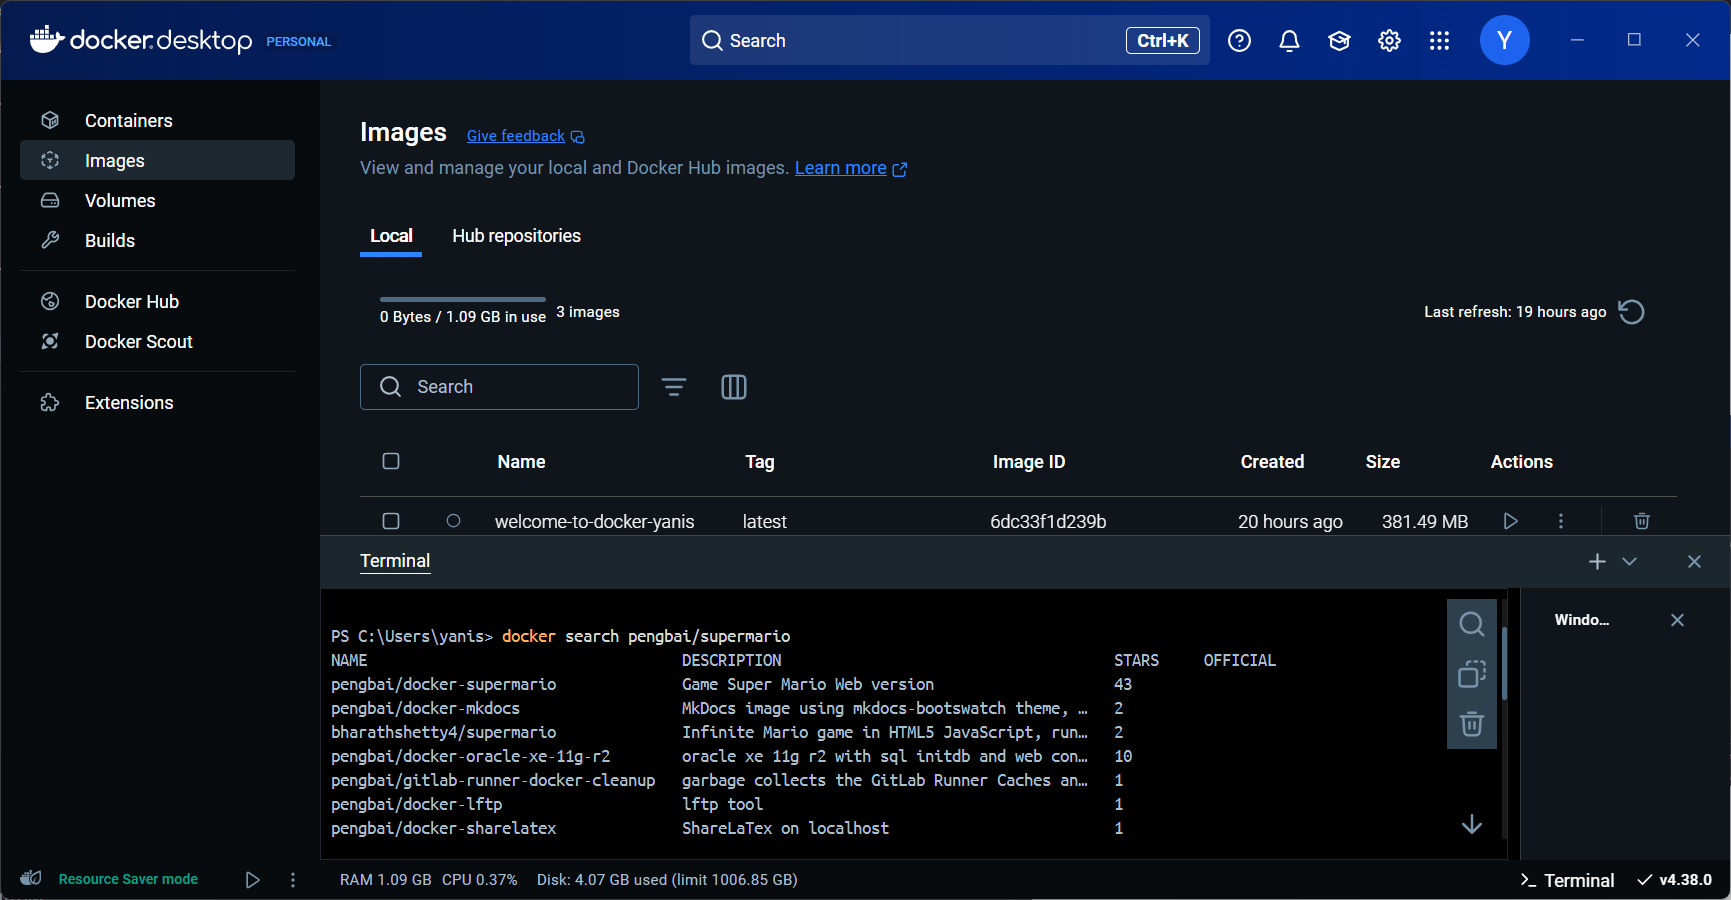 docker.desktop PERSONAL Search Ctrl+K Y
Containers
Images
Volumes
Builds
Docker Hub
Docker Scout
Extensions
Images Give feedback
View and manage your local and Docker Hub images. Learn more
Local Hub repositories
0 Bytes / 1.09 GB in use 3 images Last refresh: 19 hours ago
Search
Name Tag Image ID Created Size Actions
welcome-to-docker-yanis latest 6dc33f1d239b 20 hours ago 381.49 MB
Terminal
Windo...
PS C:\Users\yanis> docker search pengbai/supermario
NAME DESCRIPTION STARS OFFICIAL
pengbai/docker-supermario Game Super Mario Web version 43
pengbai/docker-mkdocs MkDocs image using mkdocs-bootswatch theme, … 2
bharathshetty4/supermario Infinite Mario game in HTML5 JavaScript, run… 2
pengbai/docker-oracle-xe-11g-r2 oracle xe 11g r2 with sql initdb and web con… 10
pengbai/gitlab-runner-docker-cleanup garbage collects the GitLab Runner Caches an… 1
pengbai/docker-lftp lftp tool 1
pengbai/docker-sharelatex ShareLaTex on localhost 1
Resource Saver mode RAM 1.09 GB CPU 0.37% Disk: 4.07 GB used (limit 1006.85 GB) >_ Terminal v4.38.0